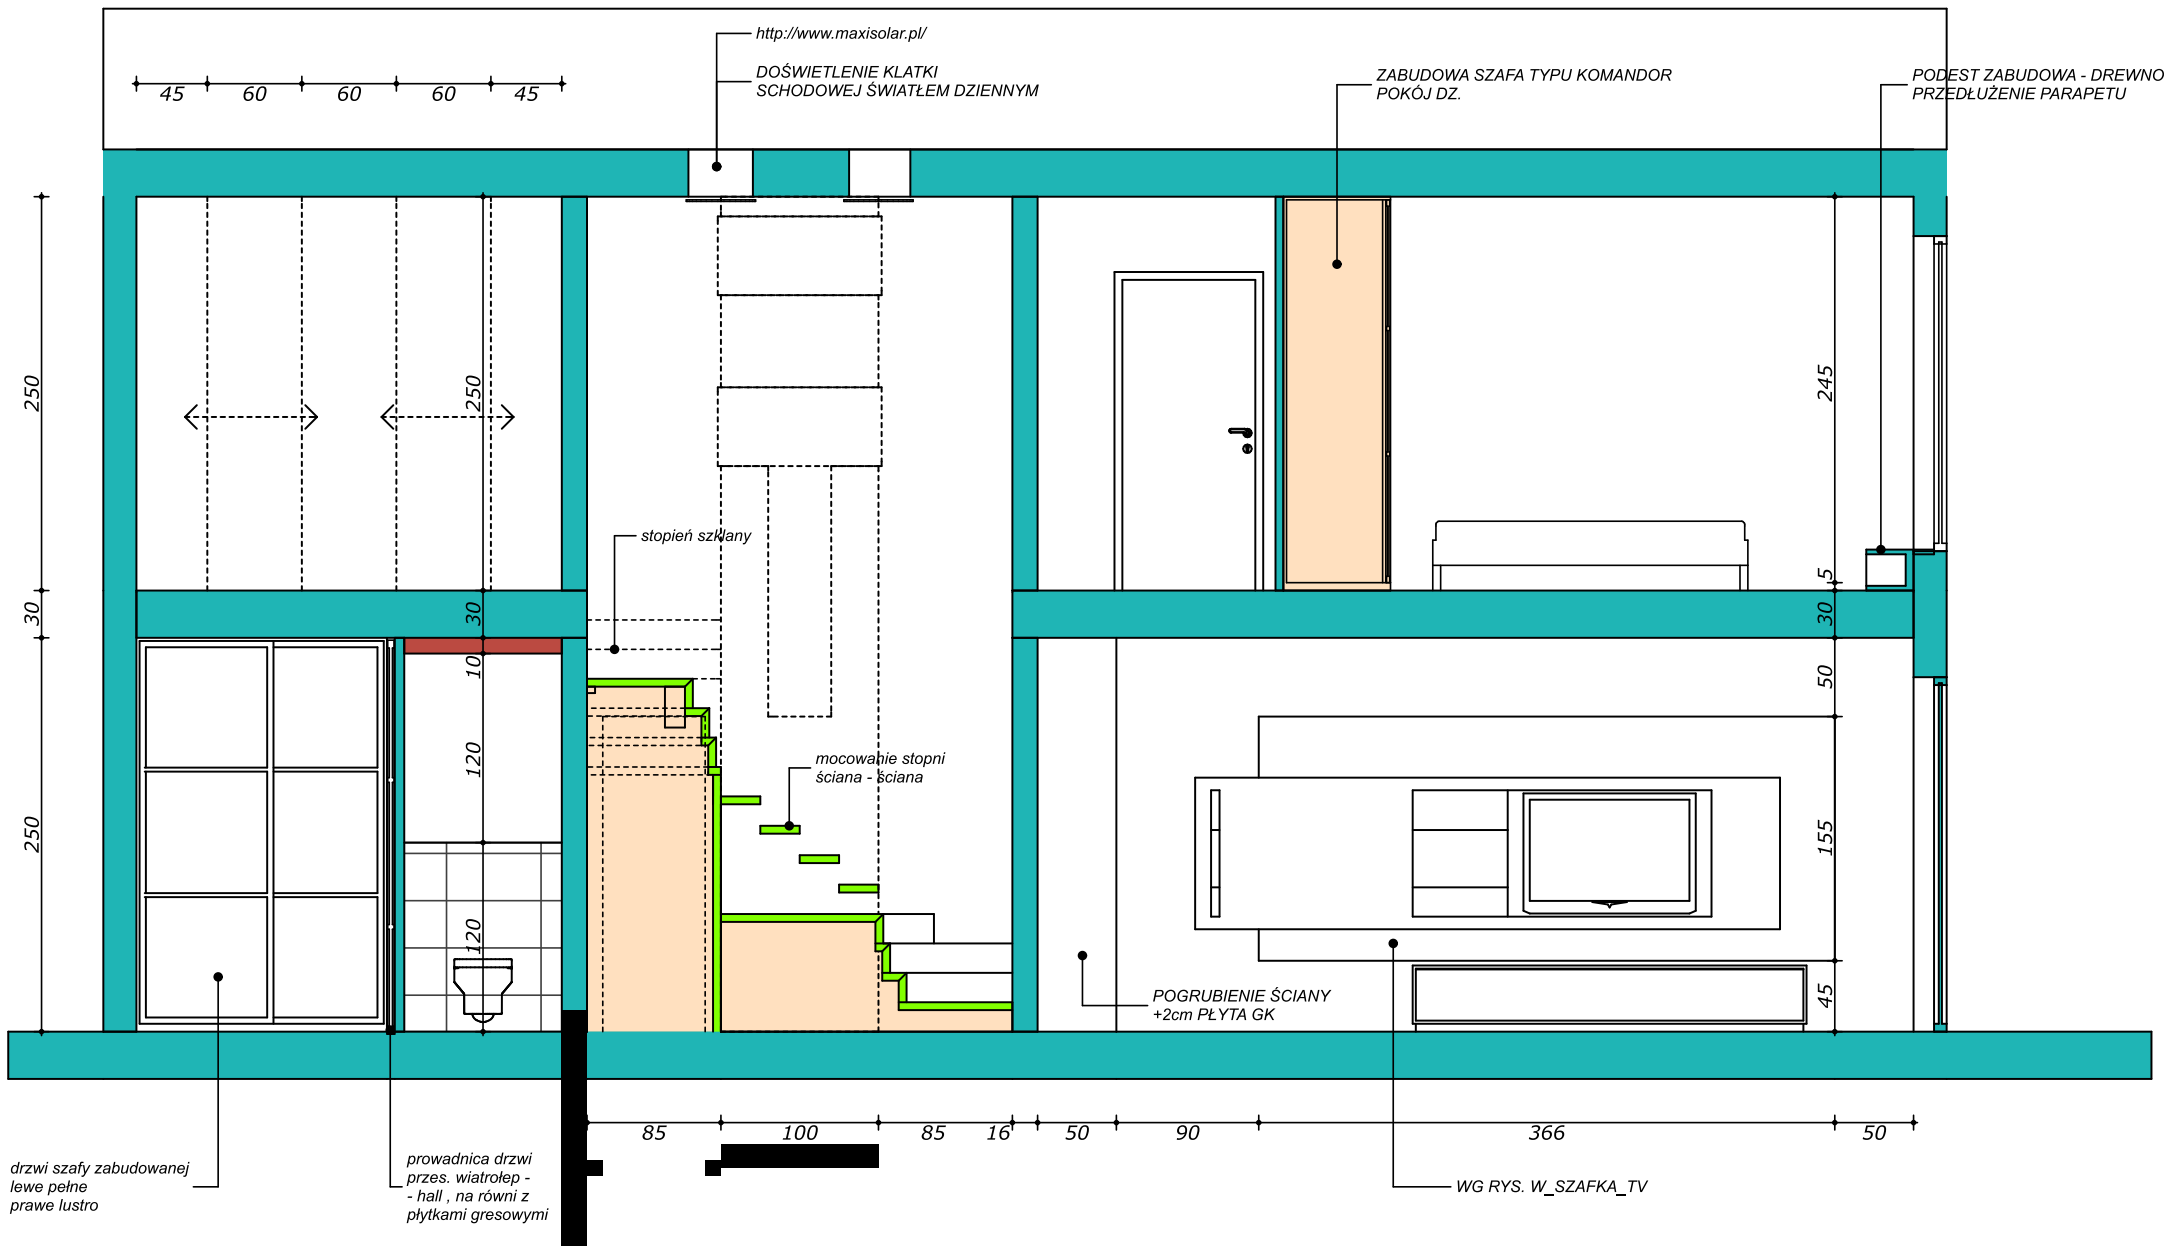 http://www.maxisolar.pl/
DOŚWIETLENIE KLATKI
SCHODOWEJ ŚWIATŁEM DZIENNYM
ZABUDOWA SZAFA TYPU KOMANDOR
POKÓJ DZ.
PODEST ZABUDOWA - DREWNO
PRZEDŁUŻENIE PARAPETU
45 60 60 60 45
250
30
250
250
30
10
120
120
245
5
30
50
155
45
stopień szklany
mocowanie stopni
ściana - ściana
POGRUBIENIE ŚCIANY
+2cm PŁYTA GK
85 100 85 16 50 90 366 50
drzwi szafy zabudowanej
lewe pełne
prawe lustro
prowadnica drzwi
przes. wiatrołep -
- hall , na równi z
płytkami gresowymi
WG RYS. W_SZAFKA_TV